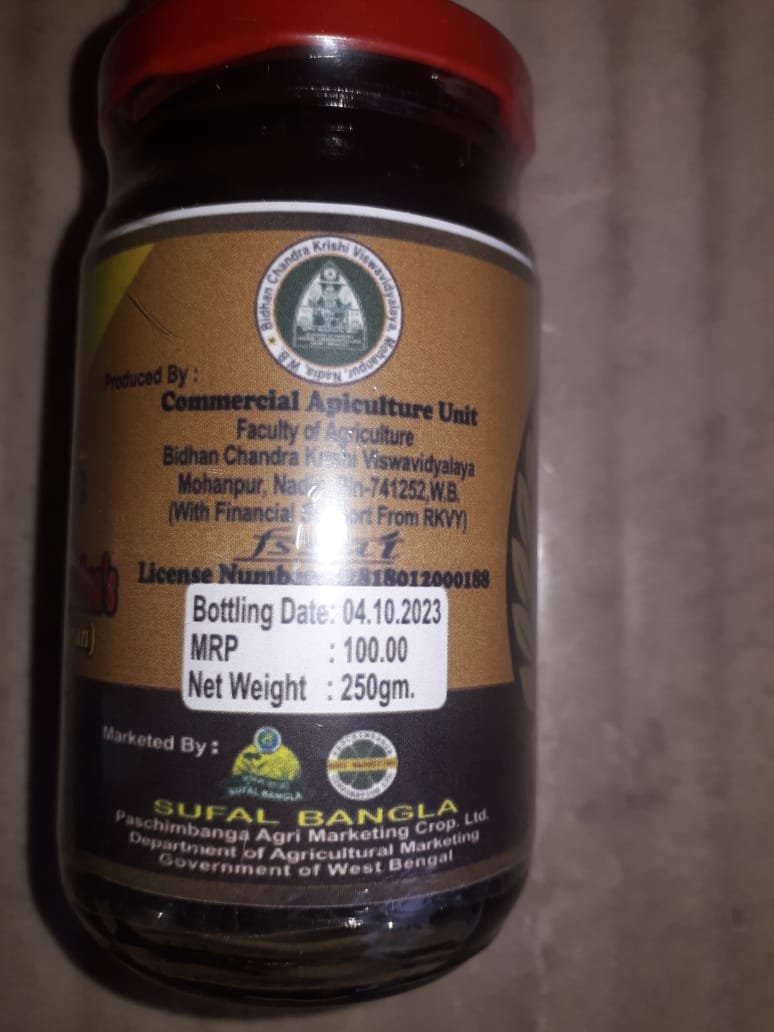 Bidhan Chandra Krishi Viswavidyalaya, Mohanpur, Nadia, W.B.
Produced By :
Commercial Apiculture Unit
Faculty of Agriculture
Bidhan Chandra Krishi Viswavidyalaya
Mohanpur, Pin-741252,W.B.
(With Financial From RKVY)
License Number
Bottling Date: 04.10.2023
MRP : 100.00
Net Weight : 250gm.
Marketed By :
SUFAL BANGLA
SUFAL BANGLA
Paschimbanga Agri Marketing Crop. Ltd.
Department of Agricultural Marketing
Government of West Bengal